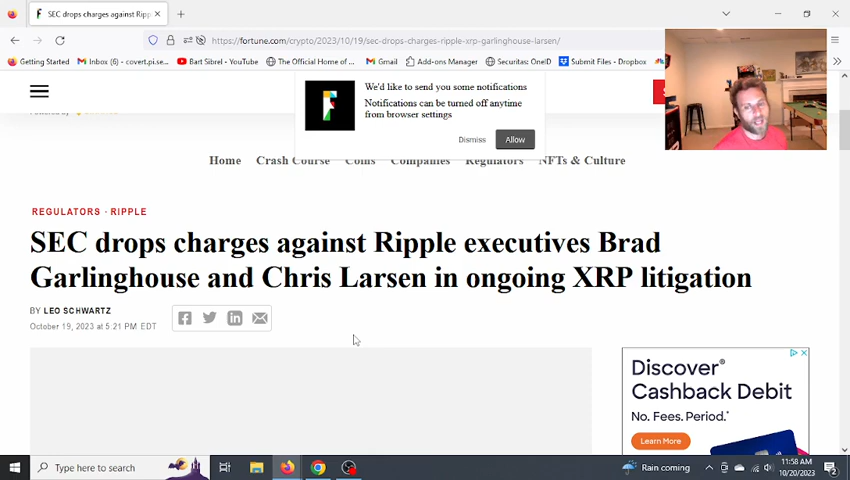 SEC drops charges against Ripp
https://fortune.com/crypto/2023/10/19/sec-drops-charges-ripple-xrp-garlinghouse-larsen/
Getting Started
Inbox (6) - covert.pi.se...
Bart Sibrel - YouTube
The Official Home of ...
Gmail
Add-ons Manager
Securitas: OneID
Submit Files - Dropbox
We'd like to send you some notifications
Notifications can be turned off anytime
from browser settings
Dismiss
Allow
Home Crash Course Coins Companies Regulators NFTs & Culture
REGULATORS · RIPPLE
SEC drops charges against Ripple executives Brad
Garlinghouse and Chris Larsen in ongoing XRP litigation
BY LEO SCHWARTZ
October 19, 2023 at 5:21 PM EDT
Discover®
Cashback Debit
No. Fees. Period.*
Learn More
Type here to search
Rain coming
11:58 AM
10/20/2023
2